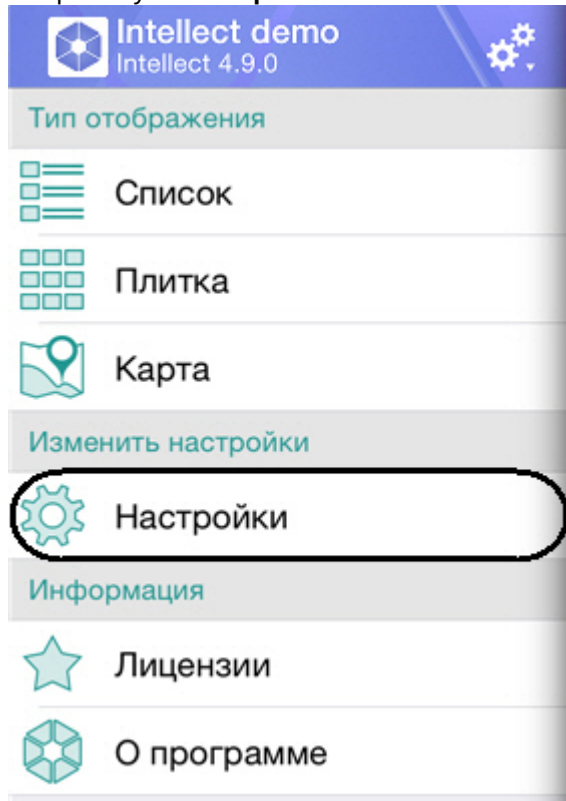 Intellect demo
Intellect 4.9.0
Тип отображения
Список
Плитка
Карта
Изменить настройки
Настройки
Информация
Лицензии
О программе